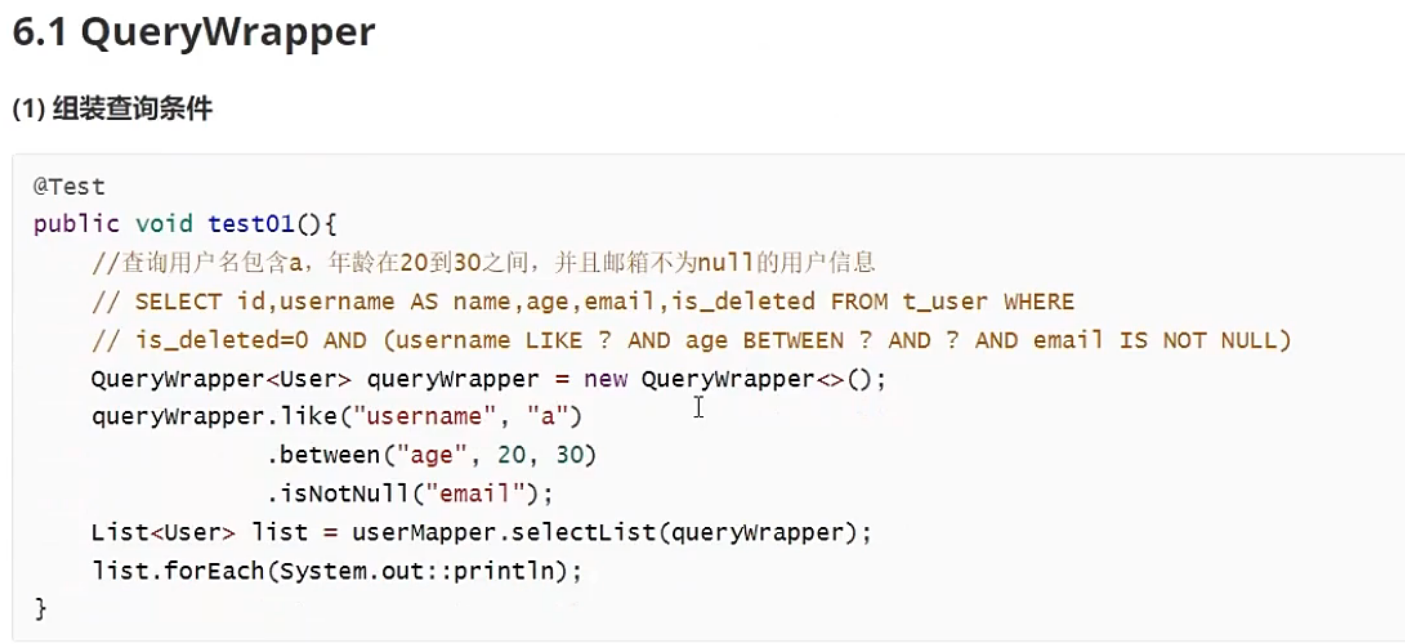 6.1 QueryWrapper
(1) 组装查询条件
@Test
public void test01(){
//查询用户名包含a，年龄在20到30之间，并且邮箱不为null的用户信息
// SELECT id,username AS name,age,email,is_deleted FROM t_user WHERE
// is_deleted=0 AND (username LIKE ? AND age BETWEEN ? AND ? AND email IS NOT NULL)
QueryWrapper<User> queryWrapper = new QueryWrapper<>();
queryWrapper.like("username", "a")
.between("age", 20, 30)
.isNotNull("email");
List<User> list = userMapper.selectList(queryWrapper);
list.forEach(System.out::println);
}